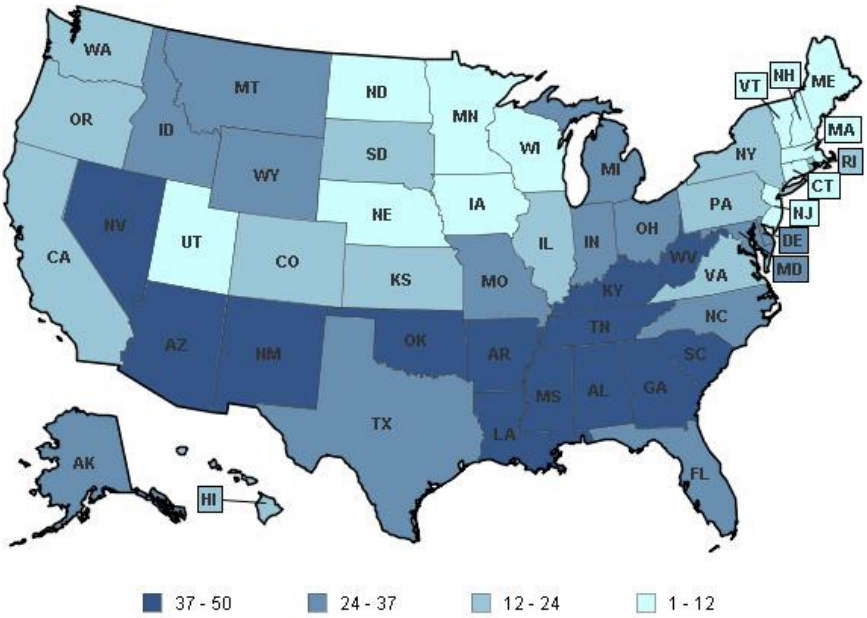 WA
MT
ND
MN
VT
NH
ME
OR
ID
SD
WI
MI
NY
MA
RI
WY
CT
NV
UT
NE
IA
PA
NJ
CA
CO
KS
MO
IL
IN
OH
WV
VA
DE
MD
KY
NC
AZ
NM
OK
AR
TN
SC
MS
AL
GA
TX
LA
FL
AK
HI
37 - 50
24 - 37
12 - 24
1 - 12